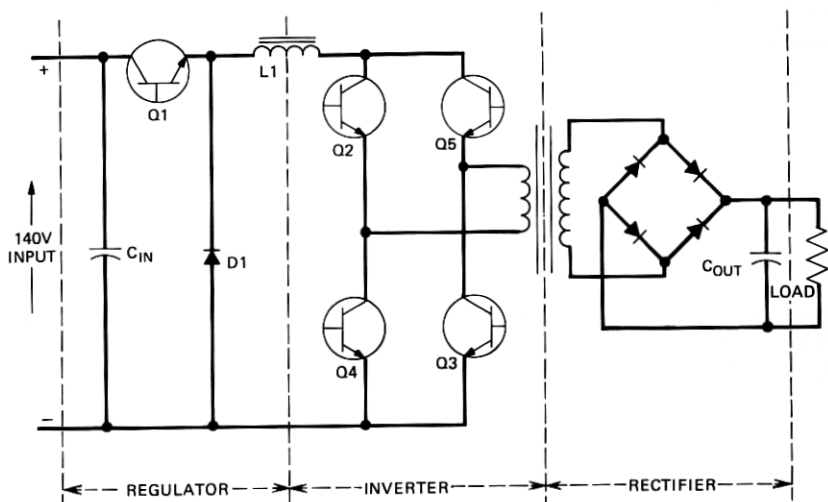 +
Q1
L1
Q2
Q5
140V
INPUT
C_IN
D1
C_OUT
LOAD
Q4
Q3
−
REGULATOR
INVERTER
RECTIFIER